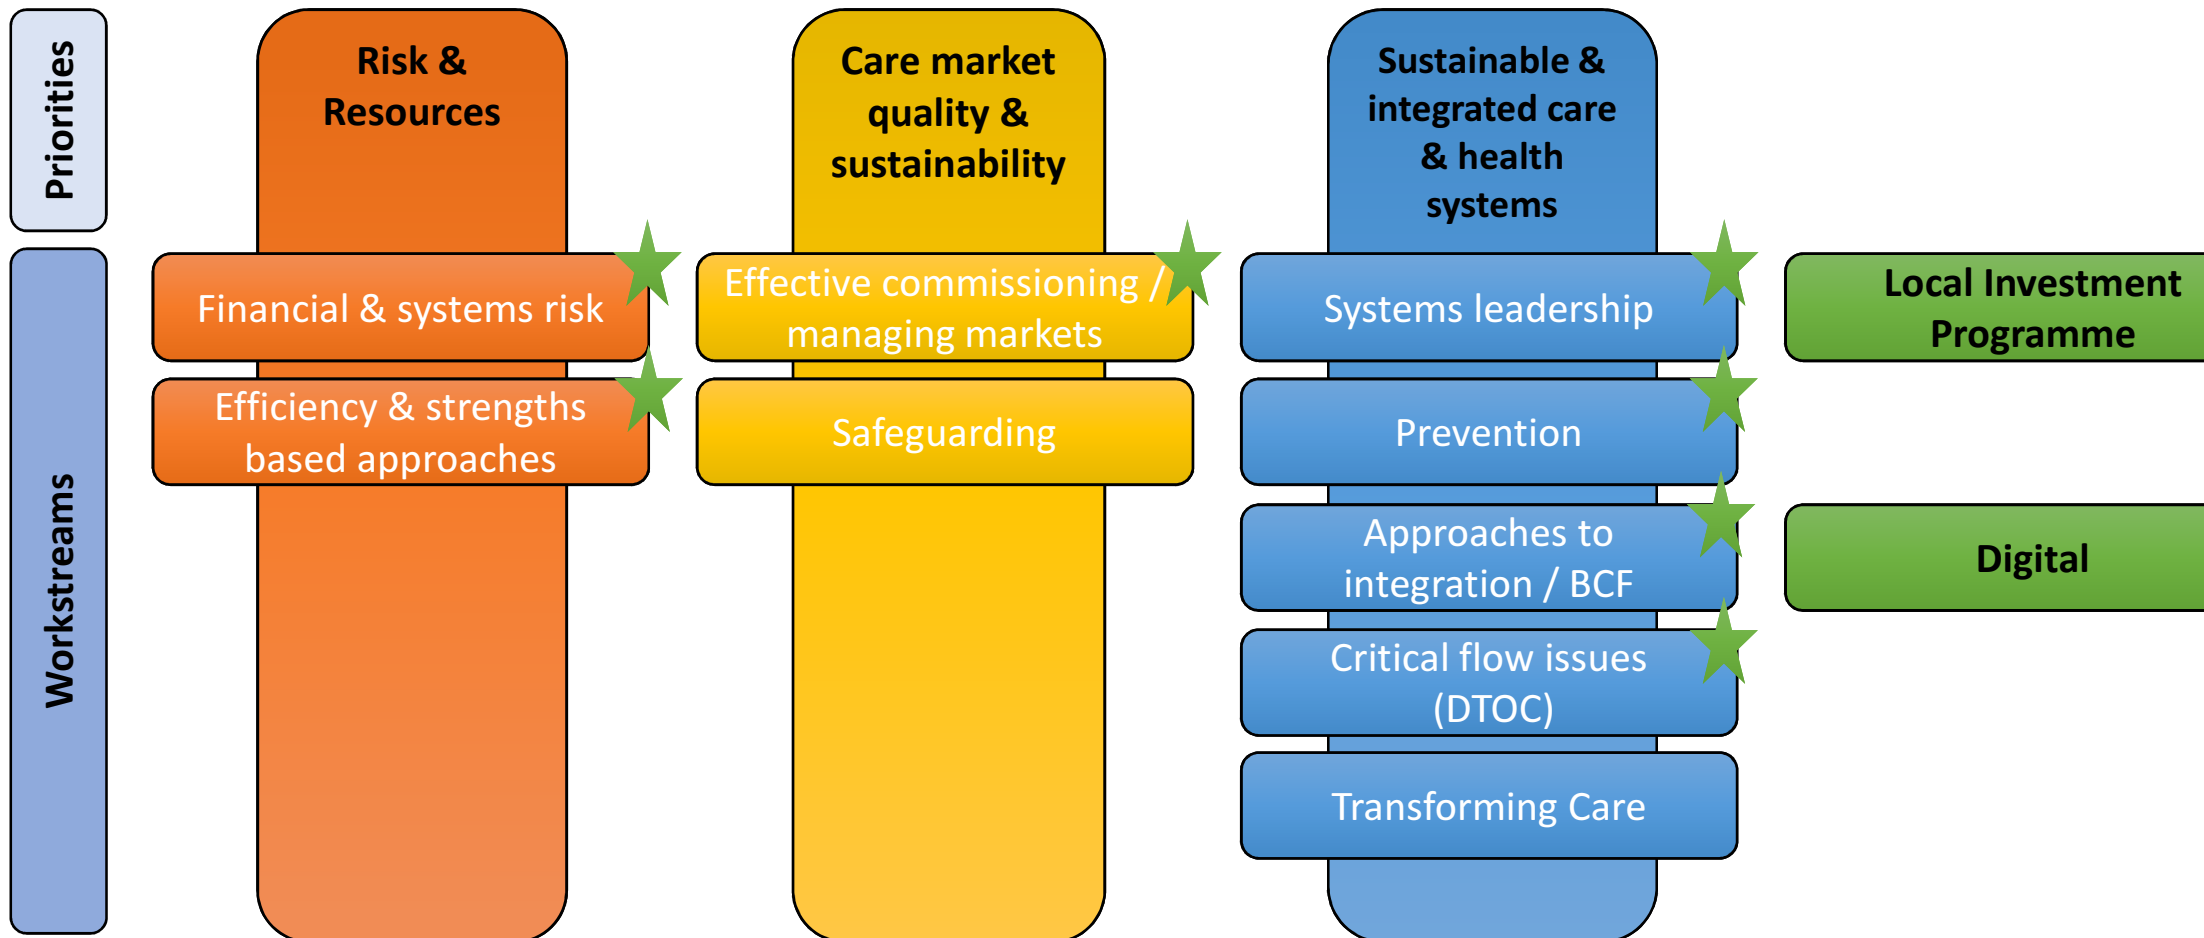 Priorities
Risk &
Resources
Care market
quality &
sustainability
Sustainable &
integrated care
& health
systems
Workstreams
Financial & systems risk
Efficiency & strengths
based approaches
Effective commissioning /
managing markets
Safeguarding
Systems leadership
Prevention
Approaches to
integration / BCF
Critical flow issues
(DTOC)
Transforming Care
Local Investment
Programme
Digital